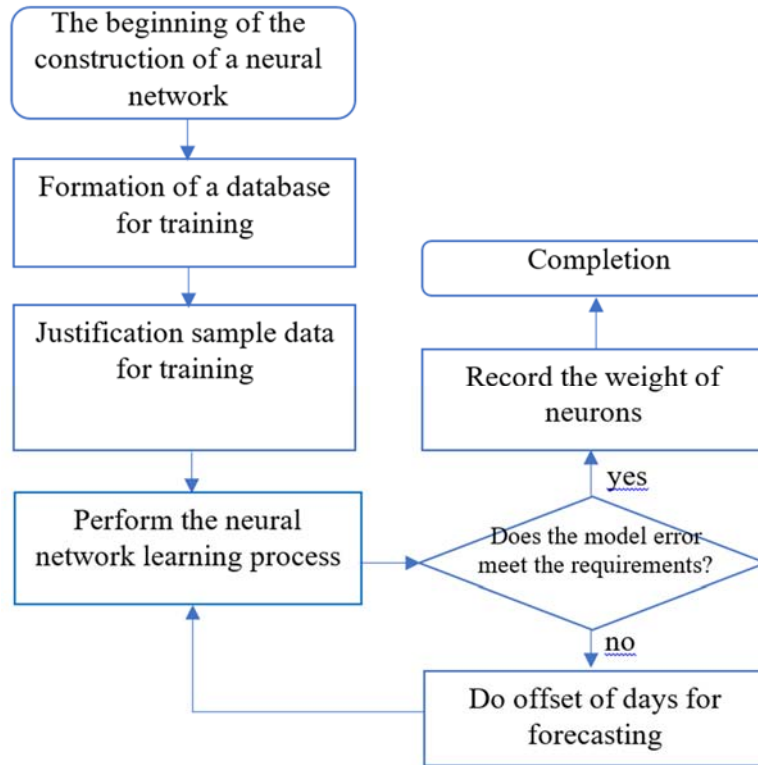 The beginning of the
construction of a neural
network
Formation of a database
for training
Justification sample data
for training
Perform the neural
network learning process
Does the model error
meet the requirements?
yes
Record the weight of
neurons
Completion
no
Do offset of days for
forecasting